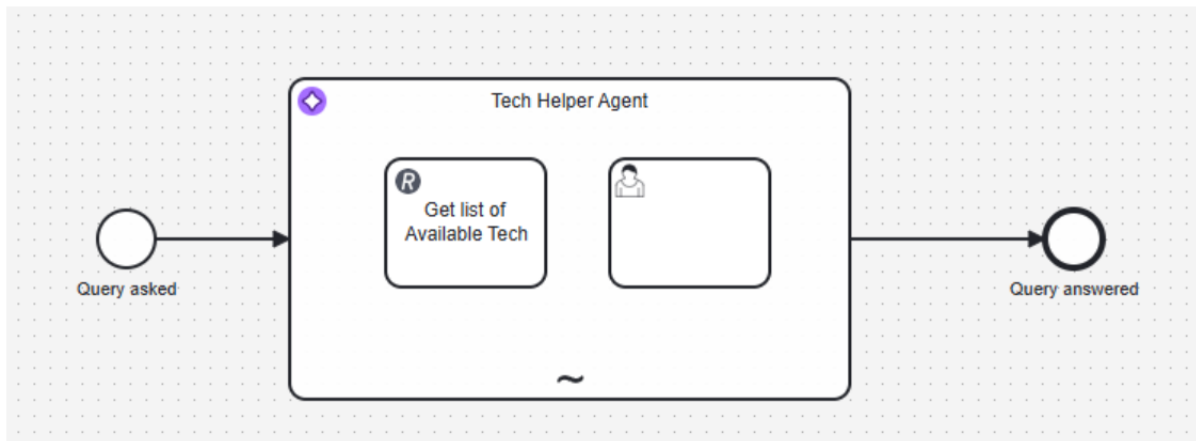 Tech Helper Agent
R
Get list of
Available Tech
Query asked
Query answered